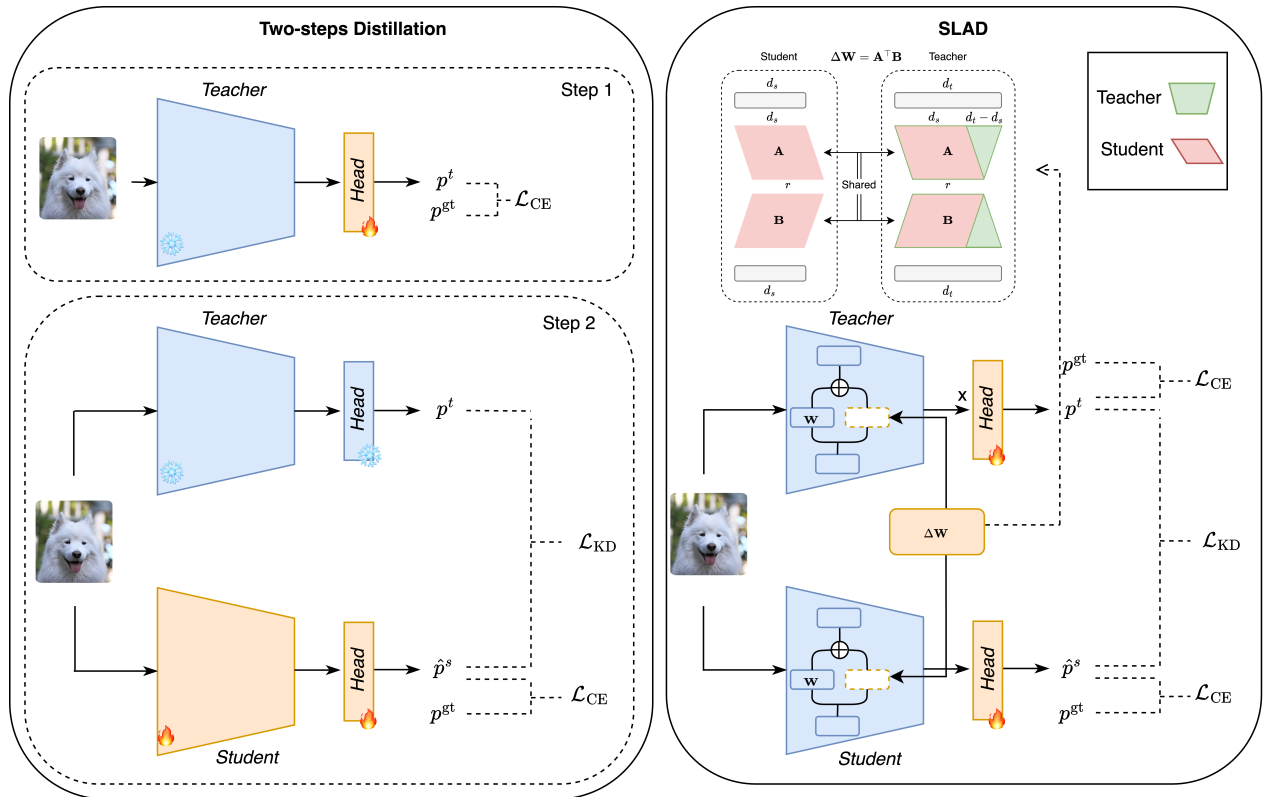 Two-steps Distillation
Step 1
Teacher
Head
p^t
p^gt
ℒ_CE
Step 2
Teacher
Head
p^t
ℒ_KD
Head
p̂^s
p^gt
ℒ_CE
Student
SLAD
Student
ΔW = A^⊤B
Teacher
d_s
d_t
d_s
d_s
d_t − d_s
A
A
r
Shared
r
B
B
d_s
d_t
Teacher
Student
Teacher
W
X
Head
p^gt
p^t
ℒ_CE
ΔW
ℒ_KD
W
Head
p̂^s
p^gt
ℒ_CE
Student